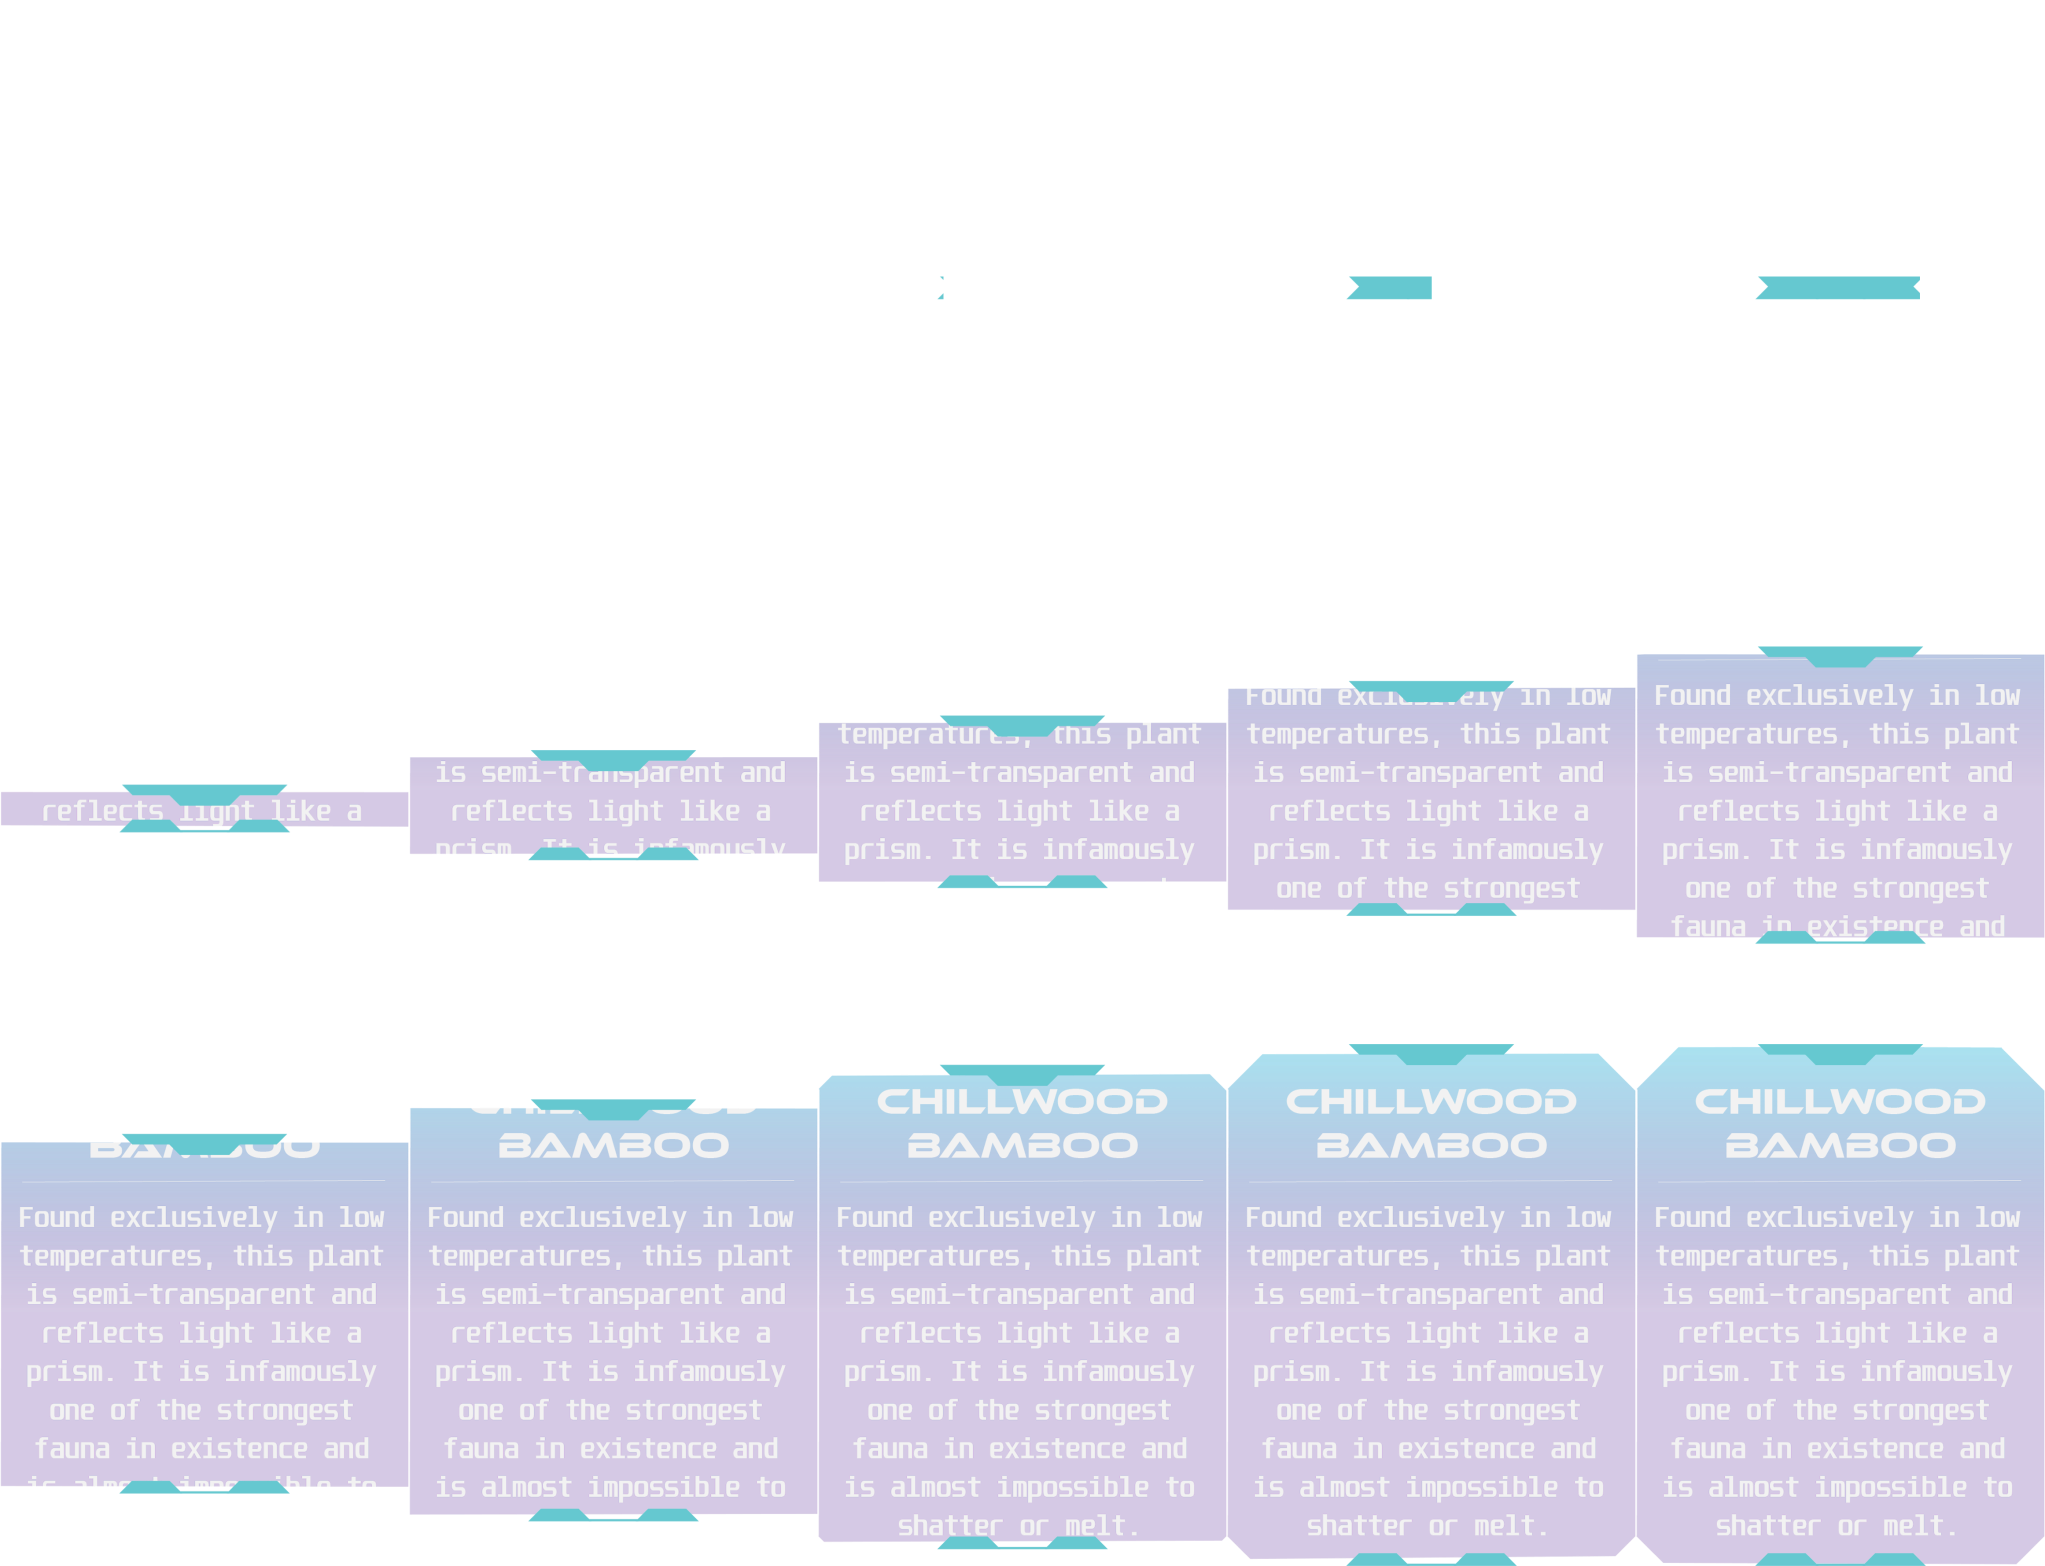 reflects light like a
is semi-transparent and
reflects light like a
prism. It is infamously
temperatures, this plant
is semi-transparent and
reflects light like a
prism. It is infamously
Found exclusively in low
temperatures, this plant
is semi-transparent and
reflects light like a
prism. It is infamously
one of the strongest
Found exclusively in low
temperatures, this plant
is semi-transparent and
reflects light like a
prism. It is infamously
one of the strongest
fauna in existence and
BAMBOO
Found exclusively in low
temperatures, this plant
is semi-transparent and
reflects light like a
prism. It is infamously
one of the strongest
fauna in existence and
is almost impossible to
BAMBOO
Found exclusively in low
temperatures, this plant
is semi-transparent and
reflects light like a
prism. It is infamously
one of the strongest
fauna in existence and
is almost impossible to
CHILLWOOD
BAMBOO
Found exclusively in low
temperatures, this plant
is semi-transparent and
reflects light like a
prism. It is infamously
one of the strongest
fauna in existence and
is almost impossible to
shatter or melt.
CHILLWOOD
BAMBOO
Found exclusively in low
temperatures, this plant
is semi-transparent and
reflects light like a
prism. It is infamously
one of the strongest
fauna in existence and
is almost impossible to
shatter or melt.
CHILLWOOD
BAMBOO
Found exclusively in low
temperatures, this plant
is semi-transparent and
reflects light like a
prism. It is infamously
one of the strongest
fauna in existence and
is almost impossible to
shatter or melt.